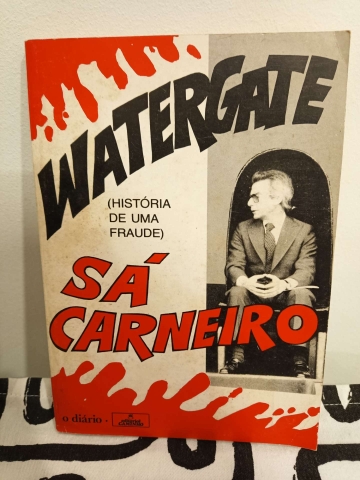 WATERGATE
(HISTÓRIA
DE UMA
FRAUDE)
SÁ
CARNEIRO
o diário -